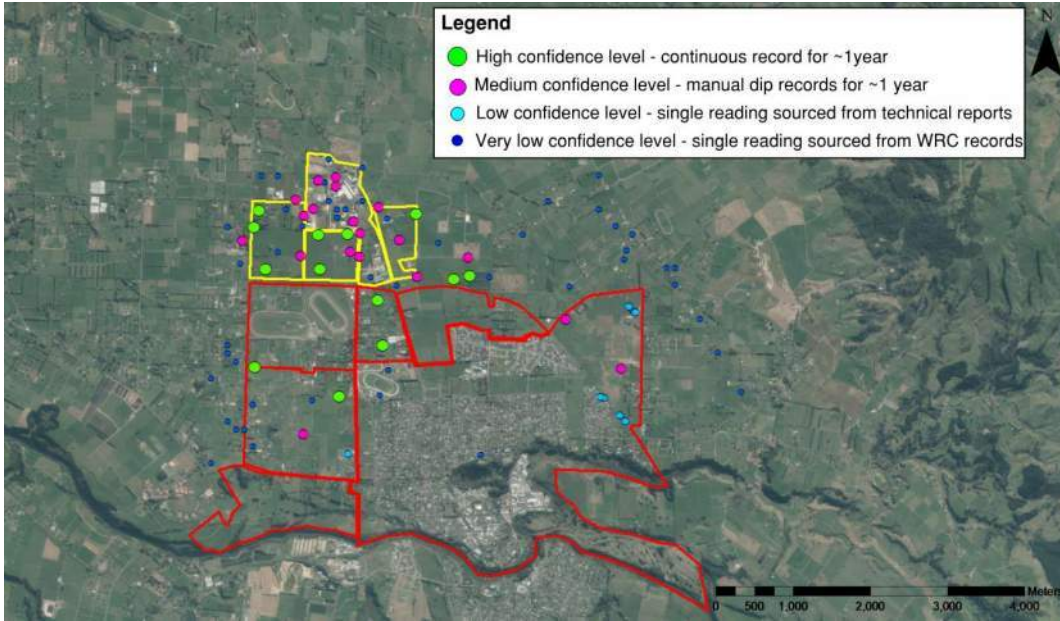 Legend
N
High confidence level - continuous record for ~1year
Medium confidence level - manual dip records for ~1 year
Low confidence level - single reading sourced from technical reports
Very low confidence level - single reading sourced from WRC records
Meters
0 500 1,000 2,000 3,000 4,000